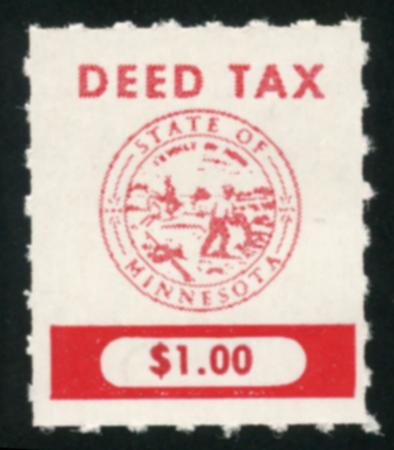 DEED TAX
STATE OF
MINNESOTA
$1.00